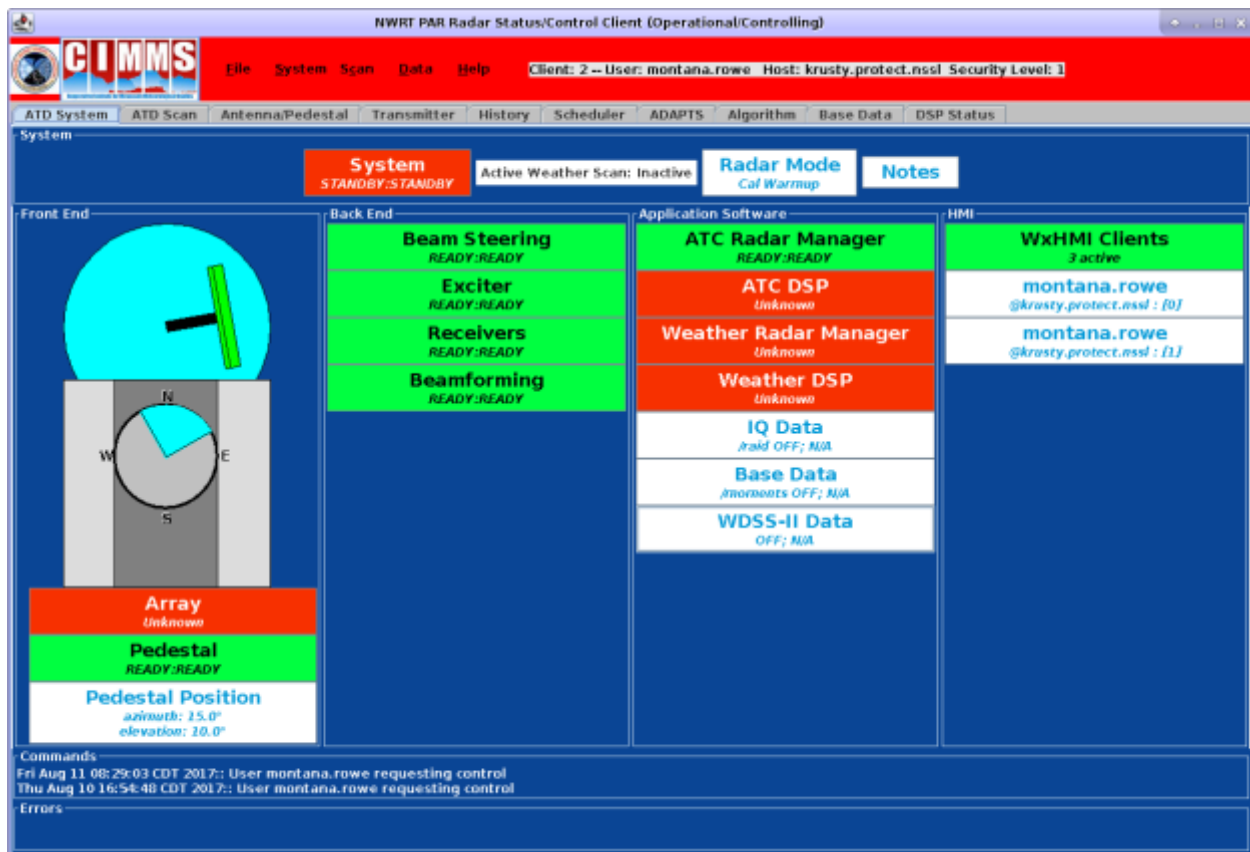 NWRT PAR Radar Status/Control Client (Operational/Controlling)
CIMMS
File System Scan Data Help Client: 2 -- User: montana.rowe Host: krusty.protect.nssl Security Level: 1
ATD System ATD Scan Antenna/Pedestal Transmitter History Scheduler ADAPTS Algorithm Base Data DSP Status
System
System
STANDBY:STANDBY
Active Weather Scan: Inactive
Radar Mode
Cal Warmup
Notes
Front End
N
W E
S
Array
Unknown
Pedestal
READY:READY
Pedestal Position
azimuth: 15.0°
elevation: 10.0°
Back End
Beam Steering
READY:READY
Exciter
READY:READY
Receivers
READY:READY
Beamforming
READY:READY
Application Software
ATC Radar Manager
READY:READY
ATC DSP
Unknown
Weather Radar Manager
Unknown
Weather DSP
Unknown
IQ Data
/raid OFF; N/A
Base Data
/moments OFF; N/A
WDSS-II Data
OFF; N/A
HMI
WxHMI Clients
3 active
montana.rowe
@krusty.protect.nssl : [0]
montana.rowe
@krusty.protect.nssl : [1]
Commands
Fri Aug 11 08:29:03 CDT 2017:: User montana.rowe requesting control
Thu Aug 10 16:54:48 CDT 2017:: User montana.rowe requesting control
Errors